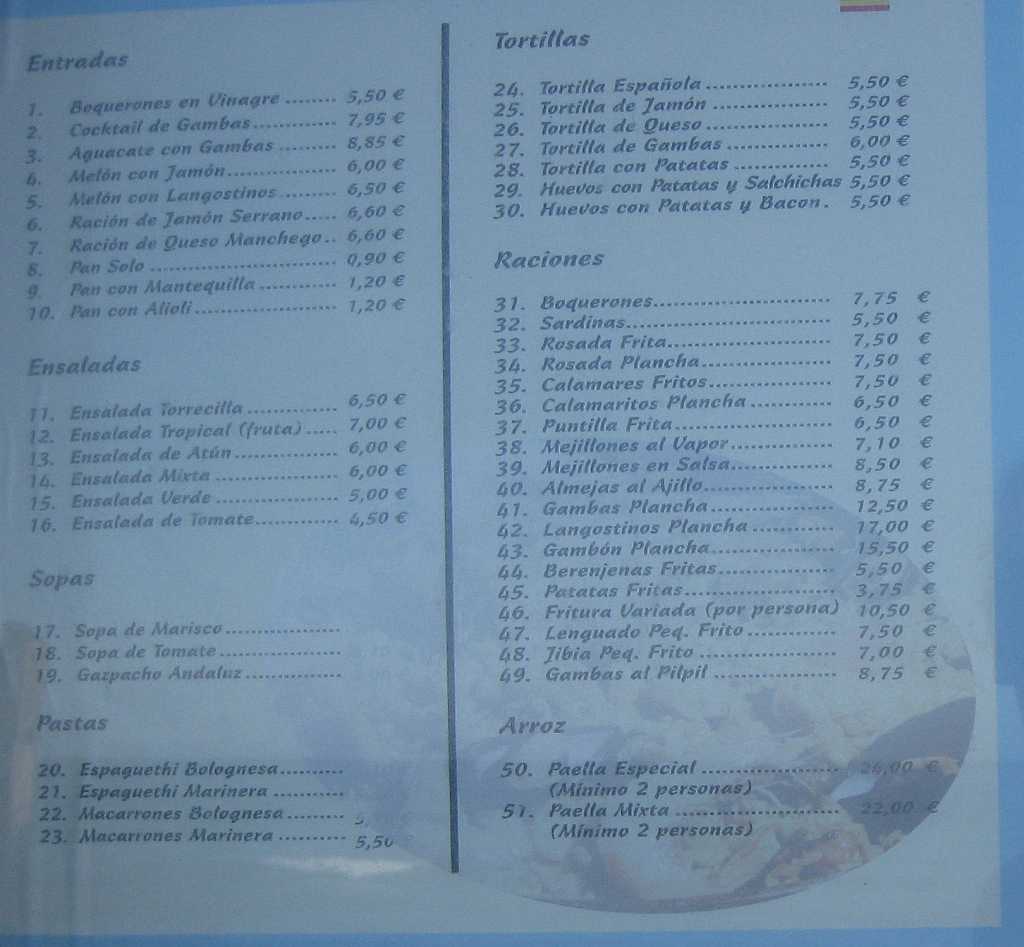 Entradas
1. Boquerones en Vinagre ........ 5,50 €
2. Cocktail de Gambas ............. 7,95 €
3. Aguacate con Gambas ......... 8,85 €
4. Melón con Jamón ................. 6,00 €
5. Melón con Langostinos ......... 6,50 €
6. Ración de Jamón Serrano ..... 6,60 €
7. Ración de Queso Manchego .. 6,60 €
8. Pan Solo ............................. 0,90 €
9. Pan con Mantequilla ............ 1,20 €
10. Pan con Alioli ..................... 1,20 €
Ensaladas
11. Ensalada Torrecilla .............. 6,50 €
12. Ensalada Tropical (fruta) ..... 7,00 €
13. Ensalada de Atún ................ 6,00 €
14. Ensalada Mixta ................... 6,00 €
15. Ensalada Verde ................... 5,00 €
16. Ensalada de Tomate ............. 4,50 €
Sopas
17. Sopa de Marisco ..................
18. Sopa de Tomate ...................
19. Gazpacho Andaluz ...............
Pastas
20. Espaguethi Bolognesa ..........
21. Espaguethi Marinera ...........
22. Macarrones Bolognesa .........
23. Macarrones Marinera .......... 5,50
Tortillas
24. Tortilla Española ................... 5,50 €
25. Tortilla de Jamón .................. 5,50 €
26. Tortilla de Queso ................... 5,50 €
27. Tortilla de Gambas ................ 6,00 €
28. Tortilla con Patatas ............... 5,50 €
29. Huevos con Patatas y Salchichas 5,50 €
30. Huevos con Patatas y Bacon . 5,50 €
Raciones
31. Boquerones ............................ 7,75 €
32. Sardinas ................................ 5,50 €
33. Rosada Frita .......................... 7,50 €
34. Rosada Plancha ..................... 7,50 €
35. Calamares Fritos .................... 7,50 €
36. Calamaritos Plancha ............. 6,50 €
37. Puntilla Frita ......................... 6,50 €
38. Mejillones al Vapor ................ 7,10 €
39. Mejillones en Salsa ................ 8,50 €
40. Almejas al Ajillo .................... 8,75 €
41. Gambas Plancha .................... 12,50 €
42. Langostinos Plancha ............. 17,00 €
43. Gambón Plancha .................... 15,50 €
44. Berenjenas Fritas ................... 5,50 €
45. Patatas Fritas ........................ 3,75 €
46. Fritura Variada (por persona) 10,50 €
47. Lenguado Peq. Frito .............. 7,50 €
48. Jibia Peq. Frito ...................... 7,00 €
49. Gambas al Pilpil .................... 8,75 €
Arroz
50. Paella Especial ...................... 26,00 €
(Mínimo 2 personas)
51. Paella Mixta .......................... 22,00 €
(Mínimo 2 personas)